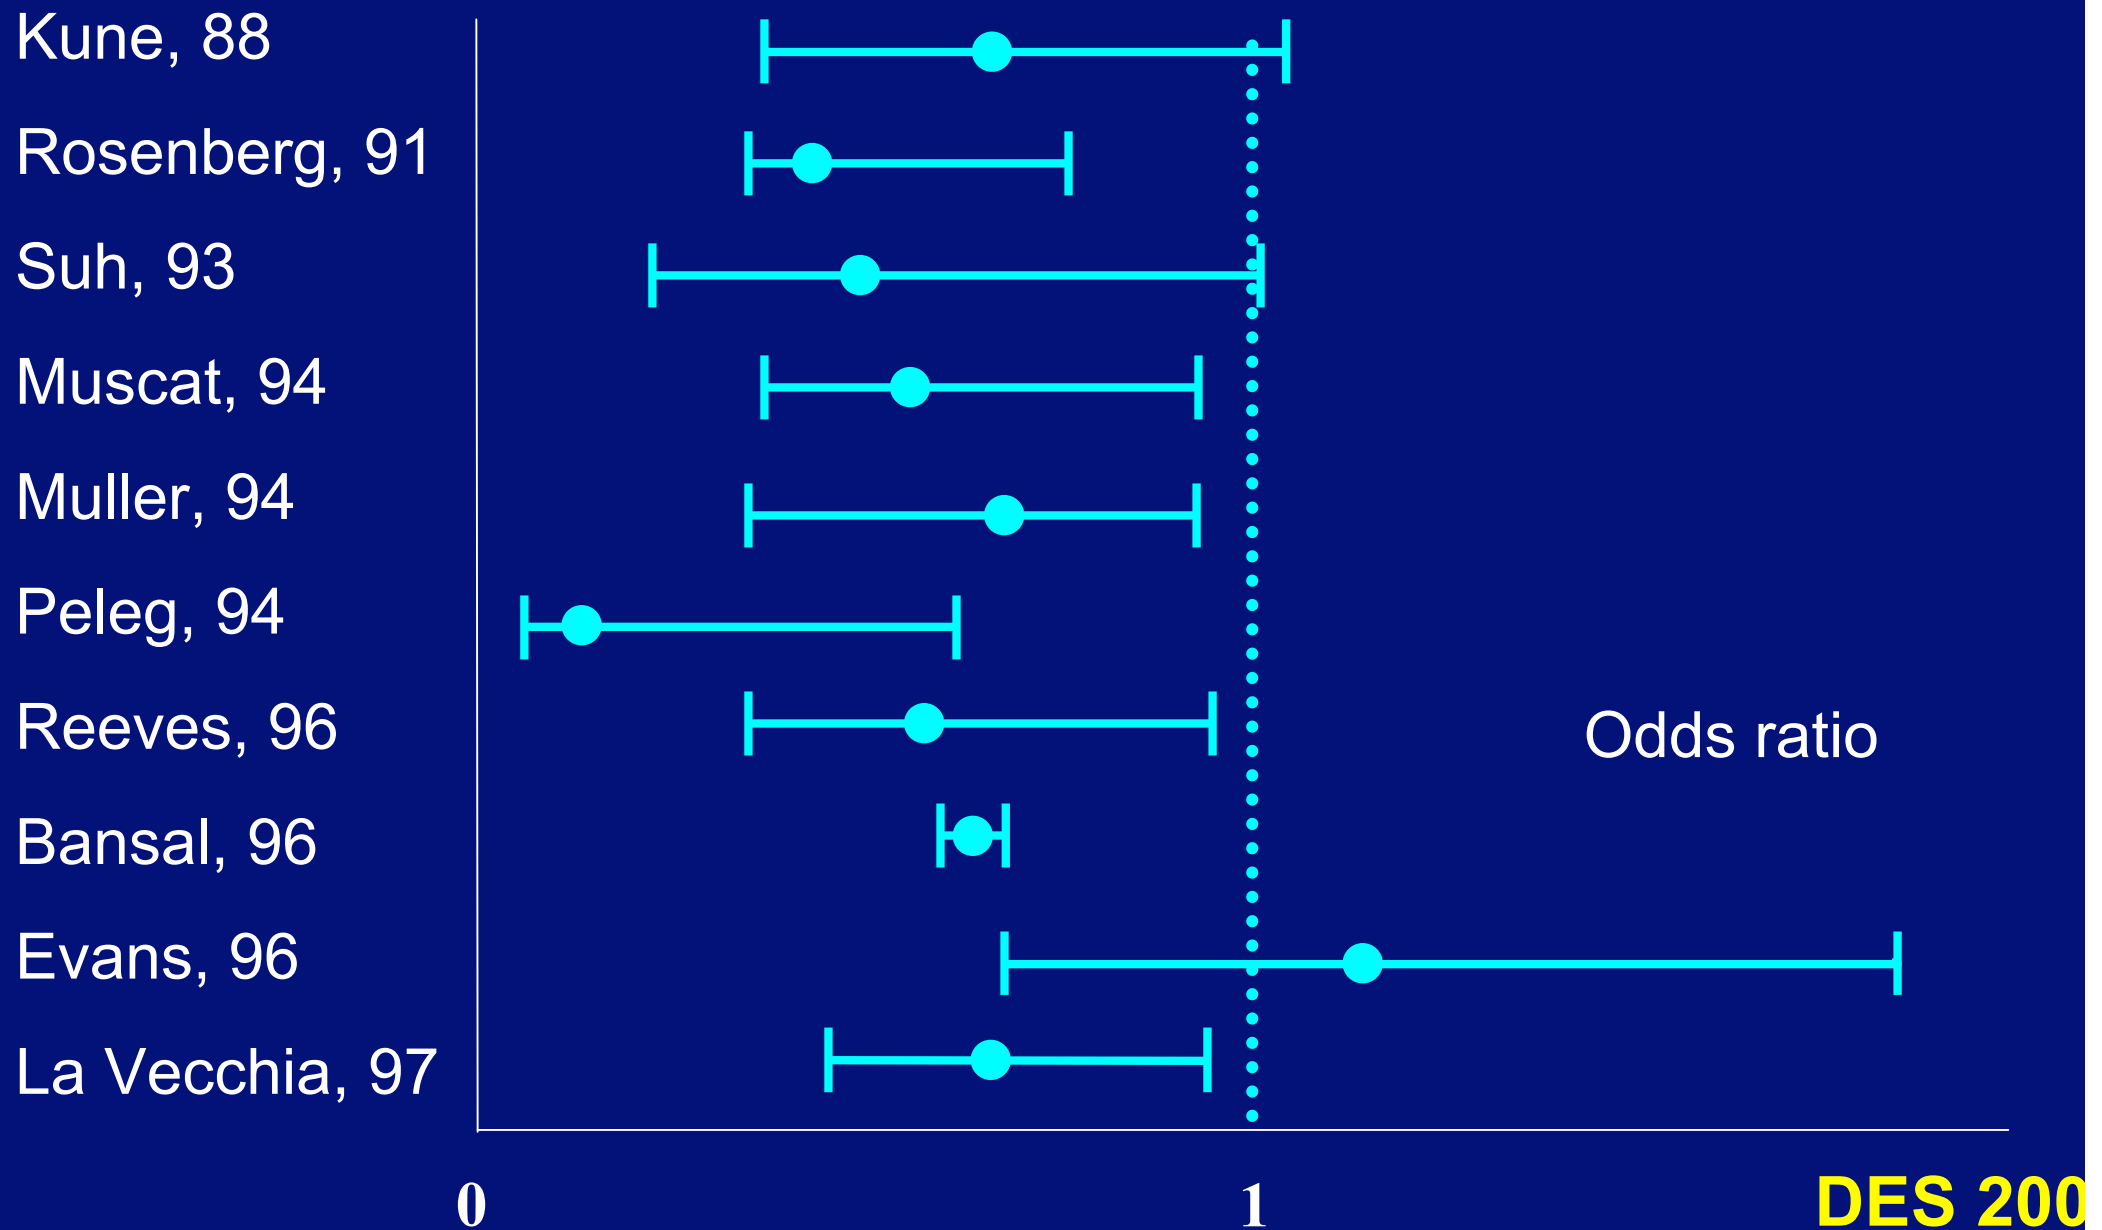 Kune, 88
Rosenberg, 91
Suh, 93
Muscat, 94
Muller, 94
Peleg, 94
Reeves, 96
Odds ratio
Bansal, 96
Evans, 96
La Vecchia, 97
0 1 DES 200